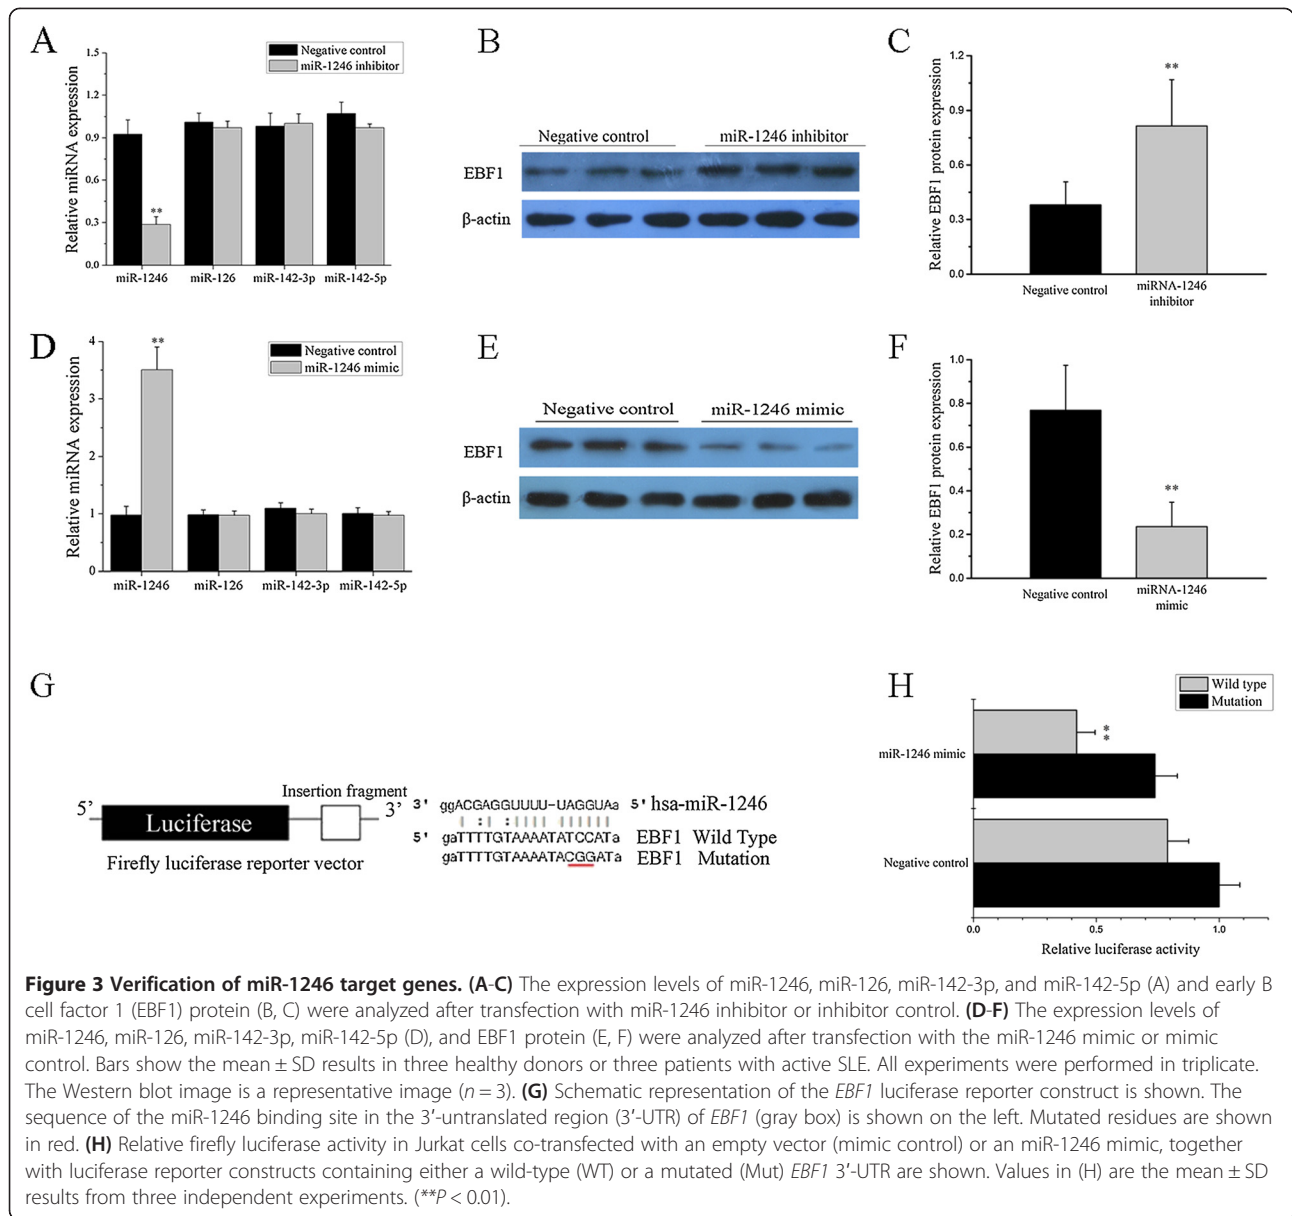 A
Negative control
miR-1246 inhibitor
Relative miRNA expression
1.5
1.2
0.9
0.6
0.3
0.0
miR-1246 miR-126 miR-142-3p miR-142-5p
**
B
Negative control miR-1246 inhibitor
EBF1
β-actin
C
Relative EBF1 protein expression
1.2
0.9
0.6
0.3
0.0
**
Negative control miRNA-1246
inhibitor
D
Negative control
miR-1246 mimic
Relative miRNA expression
4
3
2
1
0
**
miR-1246 miR-126 miR-142-3p miR-142-5p
E
Negative control miR-1246 mimic
EBF1
β-actin
F
Relative EBF1 protein expression
1.0
0.8
0.6
0.4
0.2
0.0
**
Negative control miRNA-1246
mimic
G
5’ Luciferase Insertion fragment 3’
Firefly luciferase reporter vector
3' ggACGAGGUUUU-UAGGUAa 5' hsa-miR-1246
5' gaTTTTGTAAAATATCCATa EBF1 Wild Type
gaTTTTGTAAAATACGGATa EBF1 Mutation
H
Wild type
Mutation
miR-1246 mimic
**
Negative control
0.0 0.5 1.0
Relative luciferase activity
Figure 3 Verification of miR-1246 target genes. (A-C) The expression levels of miR-1246, miR-126, miR-142-3p, and miR-142-5p (A) and early B
cell factor 1 (EBF1) protein (B, C) were analyzed after transfection with miR-1246 inhibitor or inhibitor control. (D-F) The expression levels of
miR-1246, miR-126, miR-142-3p, miR-142-5p (D), and EBF1 protein (E, F) were analyzed after transfection with the miR-1246 mimic or mimic
control. Bars show the mean ± SD results in three healthy donors or three patients with active SLE. All experiments were performed in triplicate.
The Western blot image is a representative image (n = 3). (G) Schematic representation of the EBF1 luciferase reporter construct is shown. The
sequence of the miR-1246 binding site in the 3′-untranslated region (3′-UTR) of EBF1 (gray box) is shown on the left. Mutated residues are shown
in red. (H) Relative firefly luciferase activity in Jurkat cells co-transfected with an empty vector (mimic control) or an miR-1246 mimic, together
with luciferase reporter constructs containing either a wild-type (WT) or a mutated (Mut) EBF1 3′-UTR are shown. Values in (H) are the mean ± SD
results from three independent experiments. (**P < 0.01).